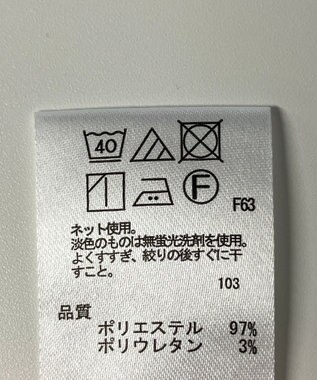 40
F
F63
ネット使用。
淡色のものは無蛍光洗剤を使用。
よくすすぎ、絞りの後すぐに干
すこと。
103
品質
ポリエステル 97%
ポリウレタン 3%